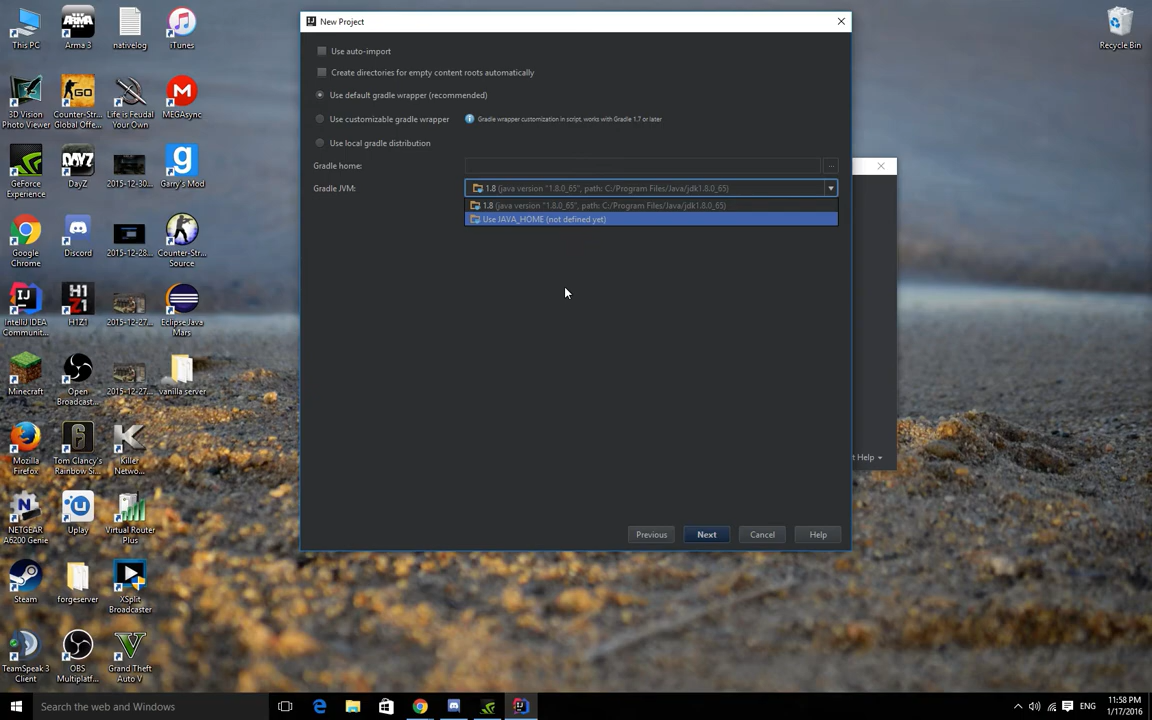 New Project
Use auto-import
Create directories for empty content roots automatically
Use default gradle wrapper (recommended)
Use customizable gradle wrapper
Gradle wrapper customization in script, works with Gradle 1.7 or later
Use local gradle distribution
Gradle home:
...
Gradle JVM:
1.8 (java version "1.8.0_65", path: C:/Program Files/Java/jdk1.8.0_65)
1.8 (java version "1.8.0_65", path: C:/Program Files/Java/jdk1.8.0_65)
Use JAVA_HOME (not defined yet)
Previous
Next
Cancel
Help
t Help
This PC
Arma 3
nativelog
iTunes
3D Vision
Photo Viewer
Counter-Str...
Global Offe...
Life is Feudal
Your Own
MEGAsync
GeForce
Experience
DayZ
2015-12-30...
Garry's Mod
Google
Chrome
Discord
2015-12-28...
Counter-Str...
Source
IntelliJ IDEA
Communit...
H1Z1
2015-12-27...
Eclipse Java
Mars
Minecraft
Open
Broadcast...
2015-12-27...
vanilla server
Mozilla
Firefox
Tom Clancy's
Rainbow Si...
Killer
Netwo...
NETGEAR
A6200 Genie
Uplay
Virtual Router
Plus
Steam
forgeserver
XSplit
Broadcaster
TeamSpeak 3
Client
OBS
Multiplatf...
Grand Theft
Auto V
Recycle Bin
Search the web and Windows
ENG
11:58 PM
1/17/2016